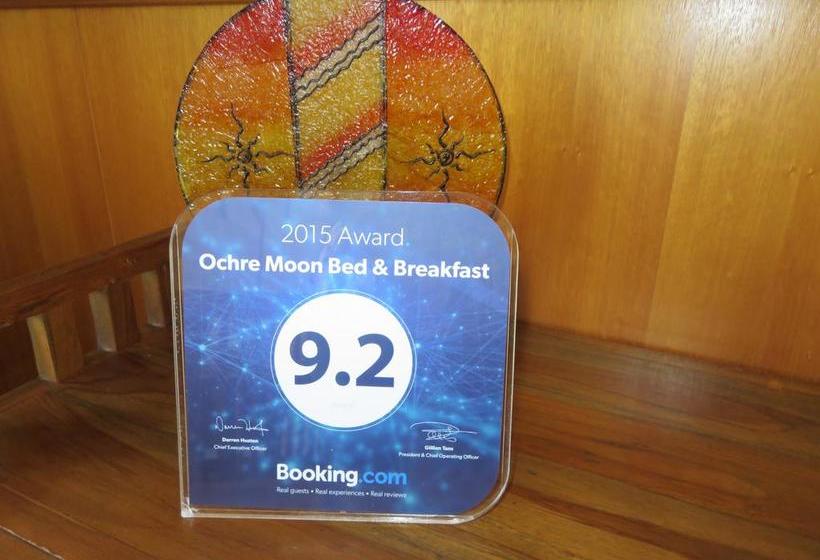 2015 Award
Ochre Moon Bed & Breakfast
9.2
Darren Huston
Chief Executive Officer
Gillian Tans
President & Chief Operating Officer
Booking.com
Real guests • Real experiences • Real reviews